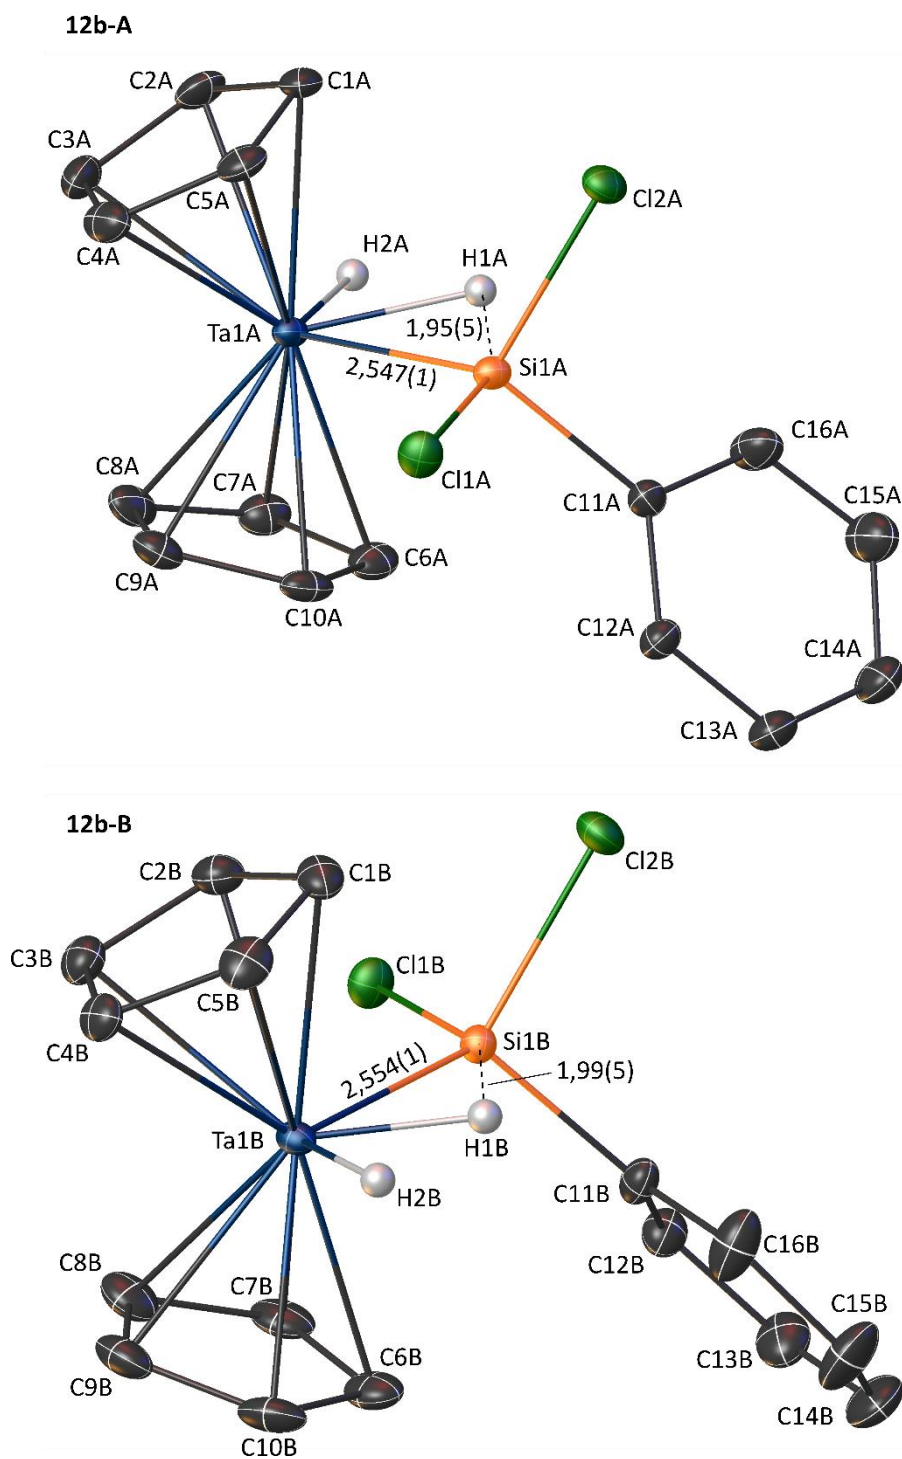 12b-A
C2A
C1A
C3A
C5A
C4A
Cl2A
H2A
H1A
Ta1A
1,95(5)
2,547(1)
Si1A
C16A
C8A
C7A
Cl1A
C11A
C15A
C9A
C6A
C10A
C12A
C14A
C13A
12b-B
C2B
C1B
Cl2B
C3B
Cl1B
C5B
C4B
Si1B
2,554(1)
1,99(5)
Ta1B
H1B
H2B
C11B
C8B
C7B
C12B
C16B
C15B
C9B
C6B
C13B
C14B
C10B